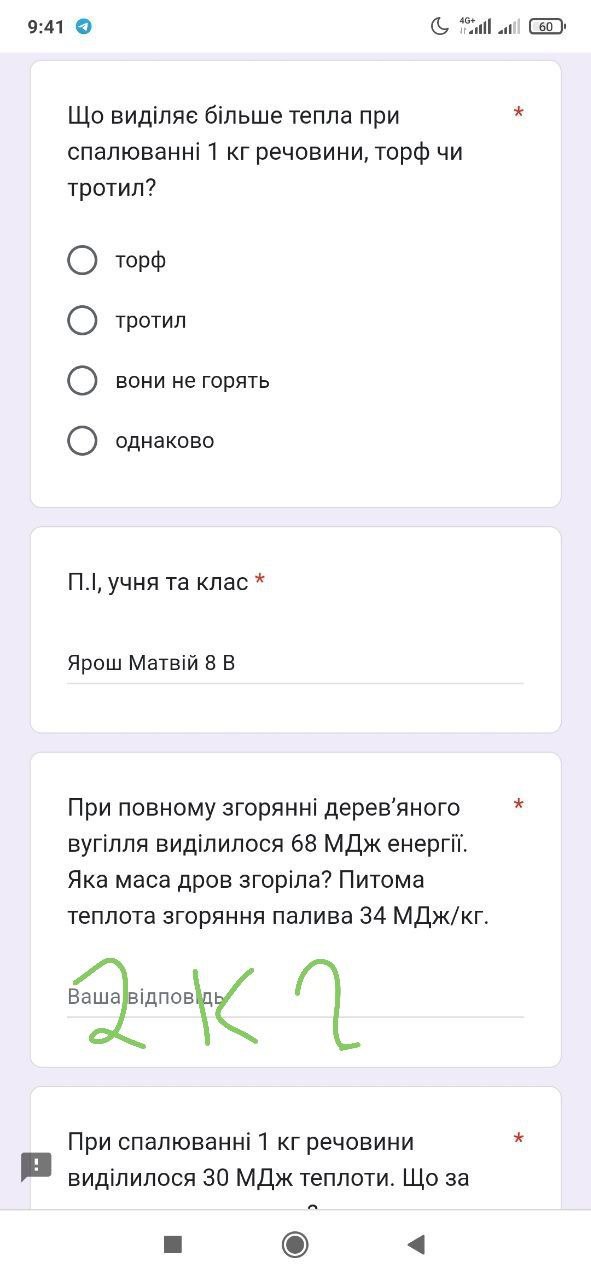 9:41
4G+
60
Що виділяє більше тепла при *
спалюванні 1 кг речовини, торф чи
тротил?
торф
тротил
вони не горять
однаково
П.І, учня та клас *
Ярош Матвій 8 В
При повному згорянні дерев’яного *
вугілля виділилося 68 МДж енергії.
Яка маса дров згоріла? Питома
теплота згоряння палива 34 МДж/кг.
Ваша відповідь
2 кг
При спалюванні 1 кг речовини *
виділилося 30 МДж теплоти. Що за